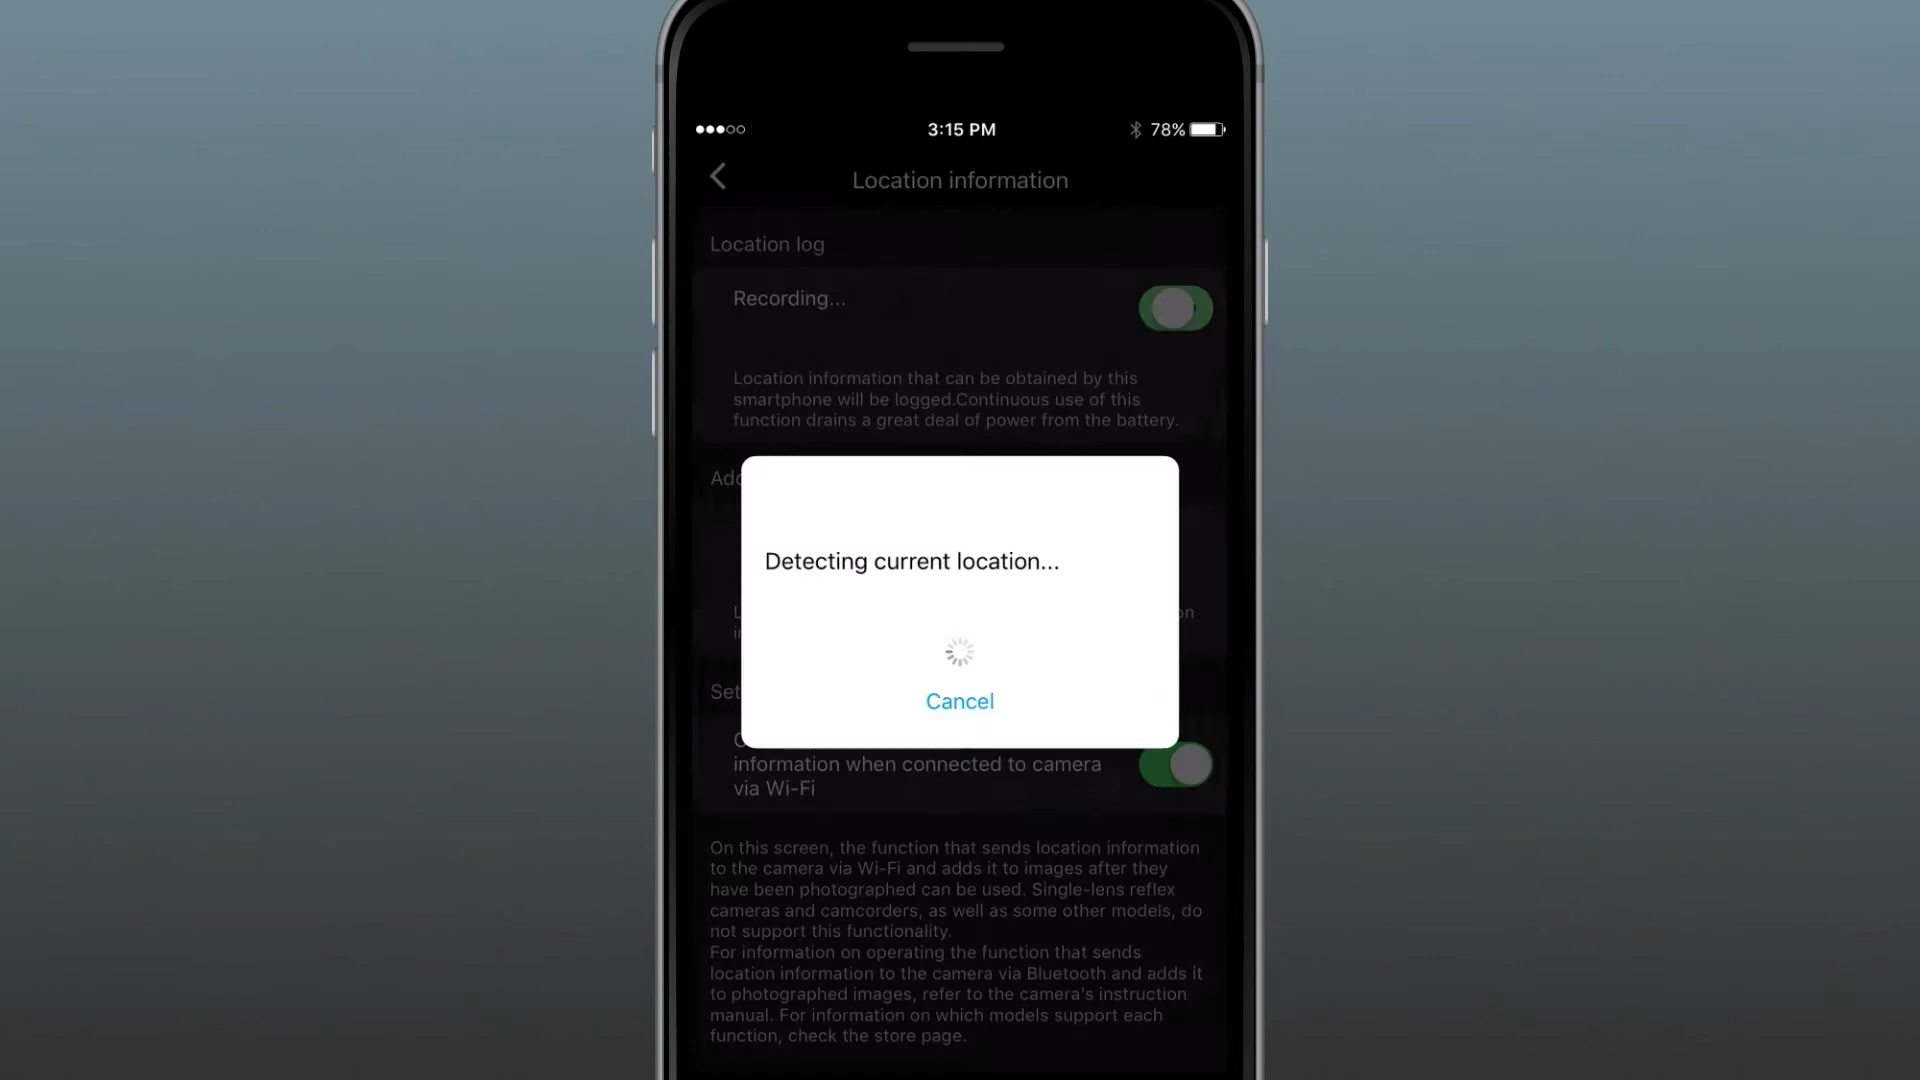 3:15 PM
78%
Location information
Location log
Recording...
Location information that can be obtained by this
smartphone will be logged.Continuous use of this
function drains a great deal of power from the battery.
Detecting current location...
Cancel
information when connected to camera
via Wi-Fi
On this screen, the function that sends location information
to the camera via Wi-Fi and adds it to images after they
have been photographed can be used. Single-lens reflex
cameras and camcorders, as well as some other models, do
not support this functionality.
For information on operating the function that sends
location information to the camera via Bluetooth and adds it
to photographed images, refer to the camera's instruction
manual. For information on which models support each
function, check the store page.